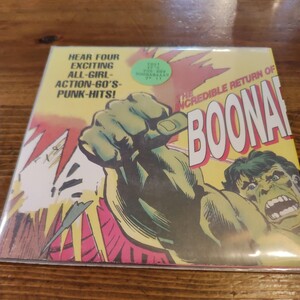 HEAR FOUR
EXCITING
ALL-GIRL-
ACTION-60'S-
PUNK-HITS!
THE
INCREDIBLE RETURN OF
BOONA